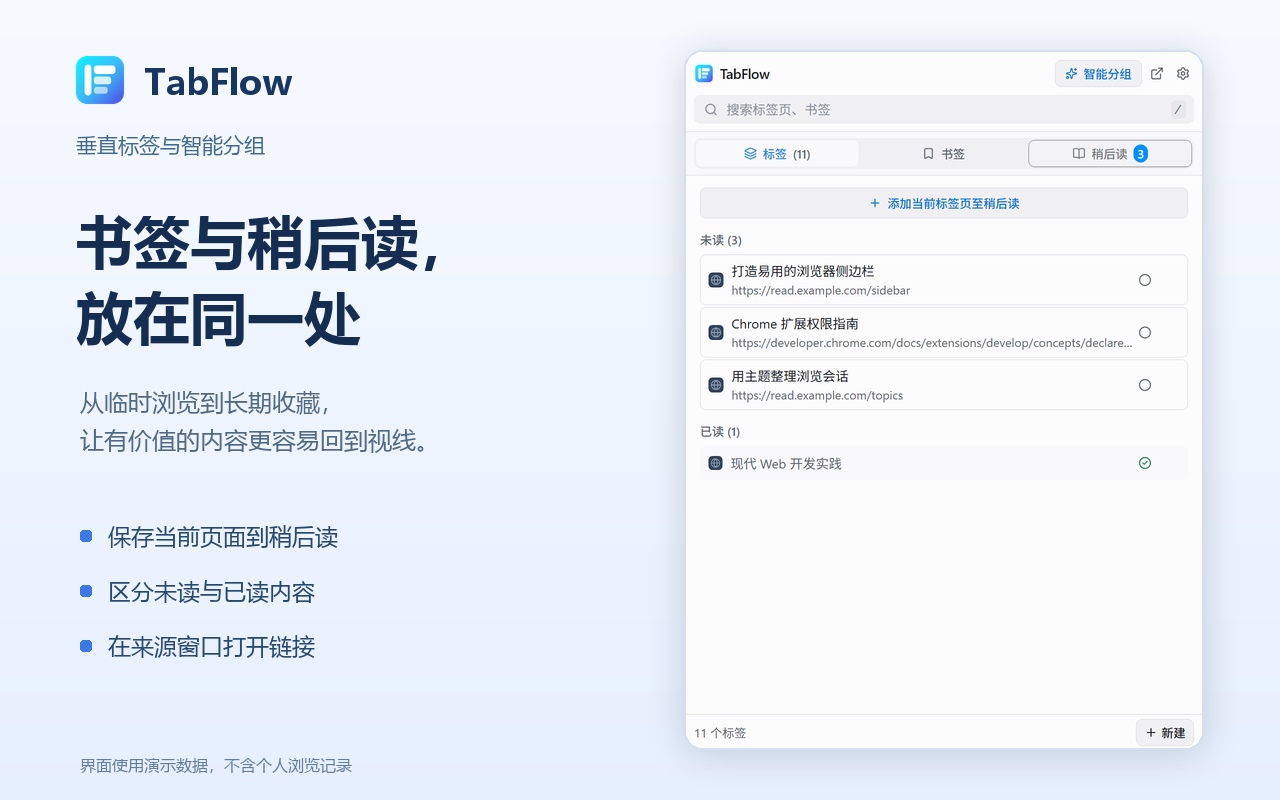 TabFlow
垂直标签与智能分组
书签与稍后读，
放在同一处
从临时浏览到长期收藏，
让有价值的内容更容易回到视线。
保存当前页面到稍后读
区分未读与已读内容
在来源窗口打开链接
界面使用演示数据，不含个人浏览记录
TabFlow
智能分组
搜索标签页、书签 /
标签 (11) 书签 稍后读 3
+ 添加当前标签页至稍后读
未读 (3)
打造易用的浏览器侧边栏
https://read.example.com/sidebar
Chrome 扩展权限指南
https://developer.chrome.com/docs/extensions/develop/concepts/declare...
用主题整理浏览会话
https://read.example.com/topics
已读 (1)
现代 Web 开发实践
11 个标签 + 新建